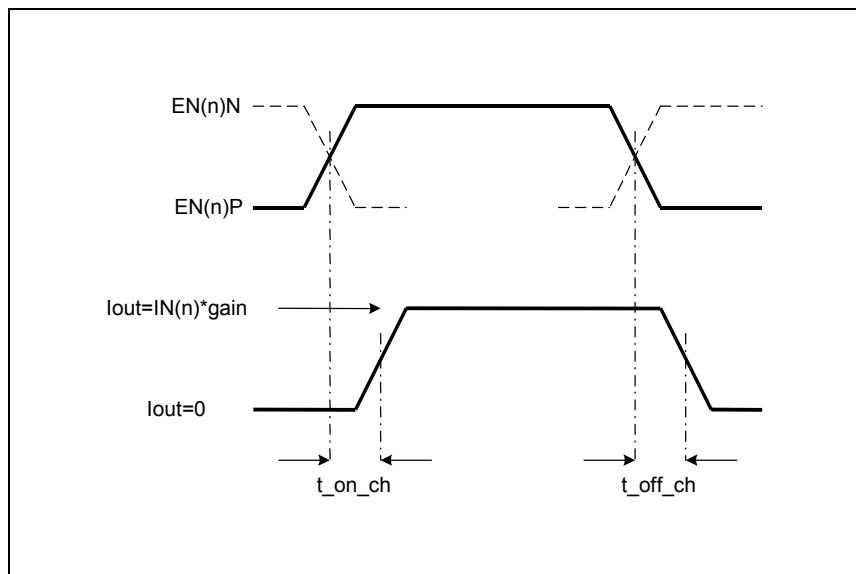 EN(n)N
EN(n)P
Iout=IN(n)*gain
Iout=0
t_on_ch
t_off_ch